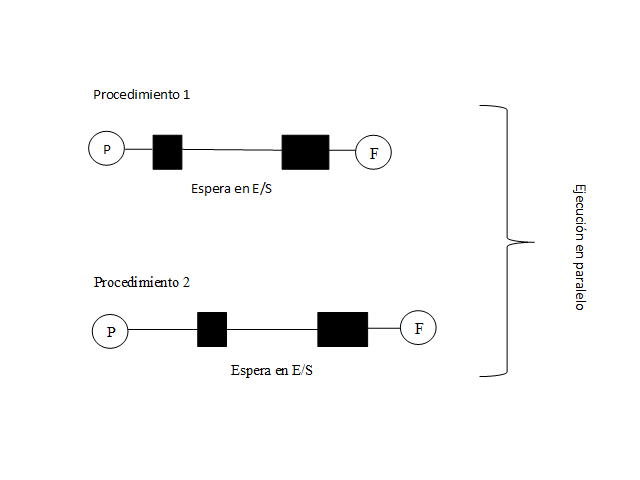 Procedimiento 1
P
F
Espera en E/S
Procedimiento 2
P
F
Espera en E/S
Ejecución en paralelo